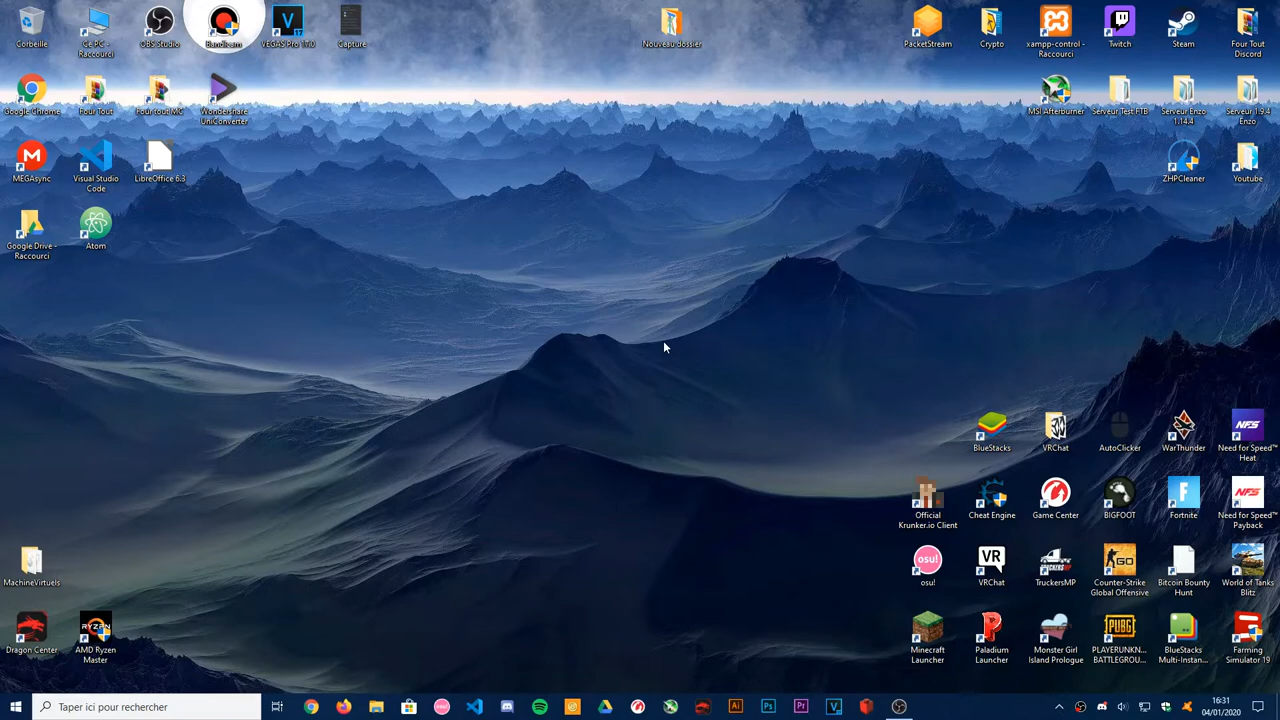 Corbeille
Ce PC -
Raccourci
OBS Studio
Bandicam
VEGAS Pro 17.0
Capture
Nouveau dossier
PacketStream
Crypto
xampp-control -
Raccourci
Twitch
Steam
Four Tout
Discord
Google Chrome
Pour Tout
Pour tout MC
Wondershare
UniConverter
MSI Afterburner
Serveur Test FTB
Serveur Enzo
1.14.4
Serveur 1.9.4
Enzo
MEGAsync
Visual Studio
Code
LibreOffice 6.3
ZHPCleaner
Youtube
Google Drive -
Raccourci
Atom
BlueStacks
VRChat
AutoClicker
WarThunder
Need for Speed™
Heat
Official
Krunker.io Client
Cheat Engine
Game Center
BIGFOOT
Fortnite
Need for Speed™
Payback
MachineVirtuels
osu!
VRChat
TruckersMP
Counter-Strike
Global Offensive
Bitcoin Bounty
Hunt
World of Tanks
Blitz
Dragon Center
AMD Ryzen
Master
Minecraft
Launcher
Paladium
Launcher
Monster Girl
Island Prologue
PLAYERUNKN...
BATTLEGROU...
BlueStacks
Multi-Instan...
Farming
Simulator 19
Taper ici pour rechercher
16:31
04/01/2020